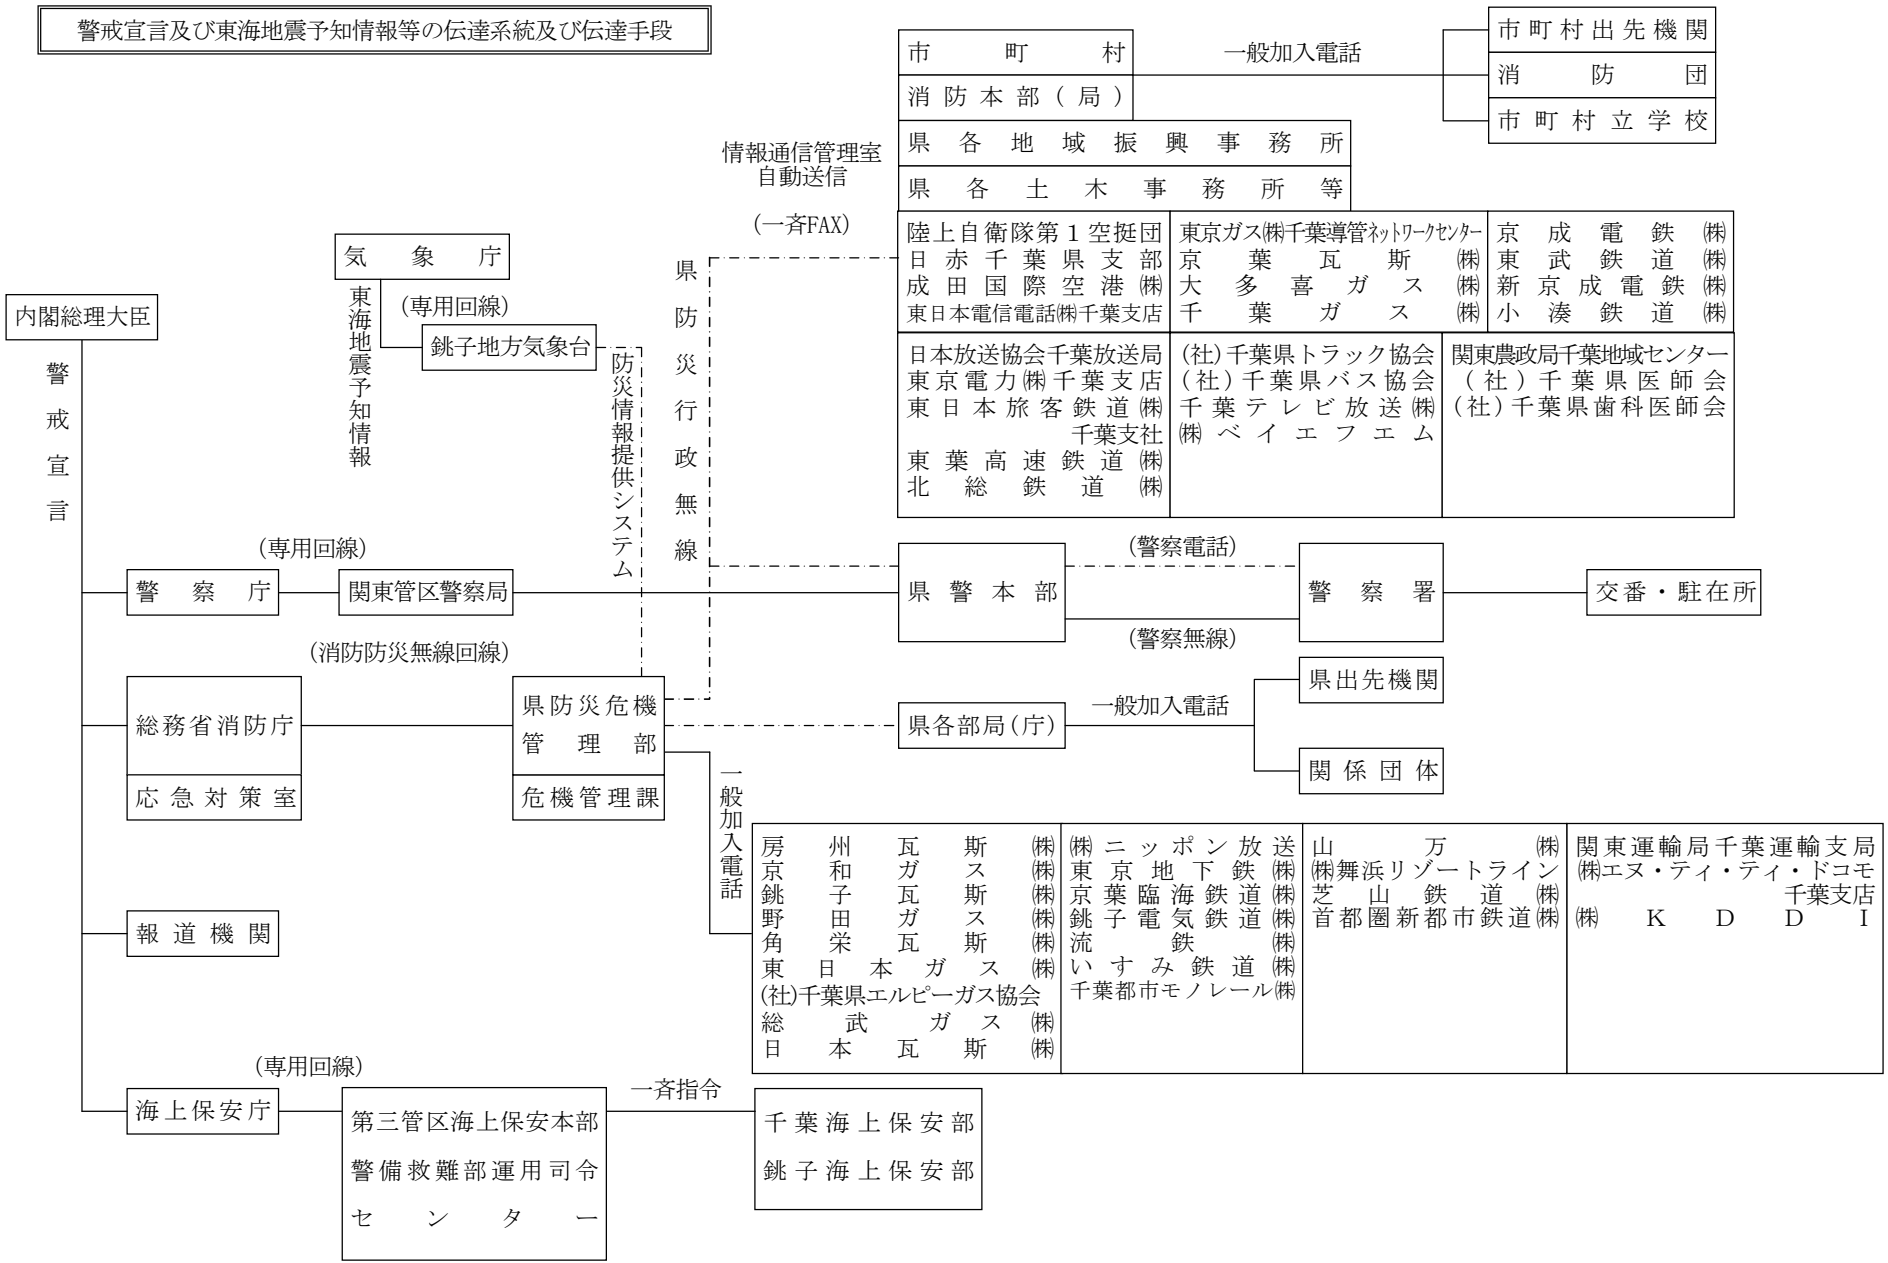 警戒宣言及び東海地震予知情報等の伝達系統及び伝達手段
市町村
消防本部(局)
一般加入電話
市町村出先機関
消防団
市町村立学校
県各地域振興事務所
県各土木事務所等
情報通信管理室
自動送信
(一斉FAX)
陸上自衛隊第1空挺団
日赤千葉県支部
成田国際空港㈱
東日本電信電話㈱千葉支店
東京ガス㈱千葉導管ネットワークセンター
京葉瓦斯㈱
大多喜ガス㈱
千葉ガス㈱
京成電鉄㈱
東武鉄道㈱
新京成電鉄㈱
小湊鉄道㈱
日本放送協会千葉放送局
東京電力㈱千葉支店
東日本旅客鉄道㈱
千葉支社
東葉高速鉄道㈱
北総鉄道㈱
(社)千葉県トラック協会
(社)千葉県バス協会
千葉テレビ放送㈱
㈱ベイエフエム
関東農政局千葉地域センター
(社)千葉県医師会
(社)千葉県歯科医師会
気象庁
東海地震予知情報
(専用回線)
銚子地方気象台
防災情報提供システム
県防災行政無線
内閣総理大臣
警戒宣言
警察庁
(専用回線)
関東管区警察局
県警本部
(警察電話)
(警察無線)
警察署
交番・駐在所
総務省消防庁
応急対策室
(消防防災無線回線)
県防災危機
管理部
危機管理課
県各部局(庁)
一般加入電話
県出先機関
関係団体
一般加入電話
房州瓦斯㈱
京和ガス㈱
銚子瓦斯㈱
野田ガス㈱
角栄瓦斯㈱
東日本ガス㈱
(社)千葉県エルピーガス協会
総武ガス㈱
日本瓦斯㈱
㈱ニッポン放送
東京地下鉄㈱
京葉臨海鉄道㈱
銚子電気鉄道㈱
流鉄㈱
いすみ鉄道㈱
千葉都市モノレール㈱
山万㈱
㈱舞浜リゾートライン
芝山鉄道㈱
首都圏新都市鉄道㈱
関東運輸局千葉運輸支局
㈱エヌ・ティ・ティ・ドコモ
千葉支店
㈱KDDI
報道機関
海上保安庁
(専用回線)
第三管区海上保安本部
警備救難部運用司令
センター
一斉指令
千葉海上保安部
銚子海上保安部